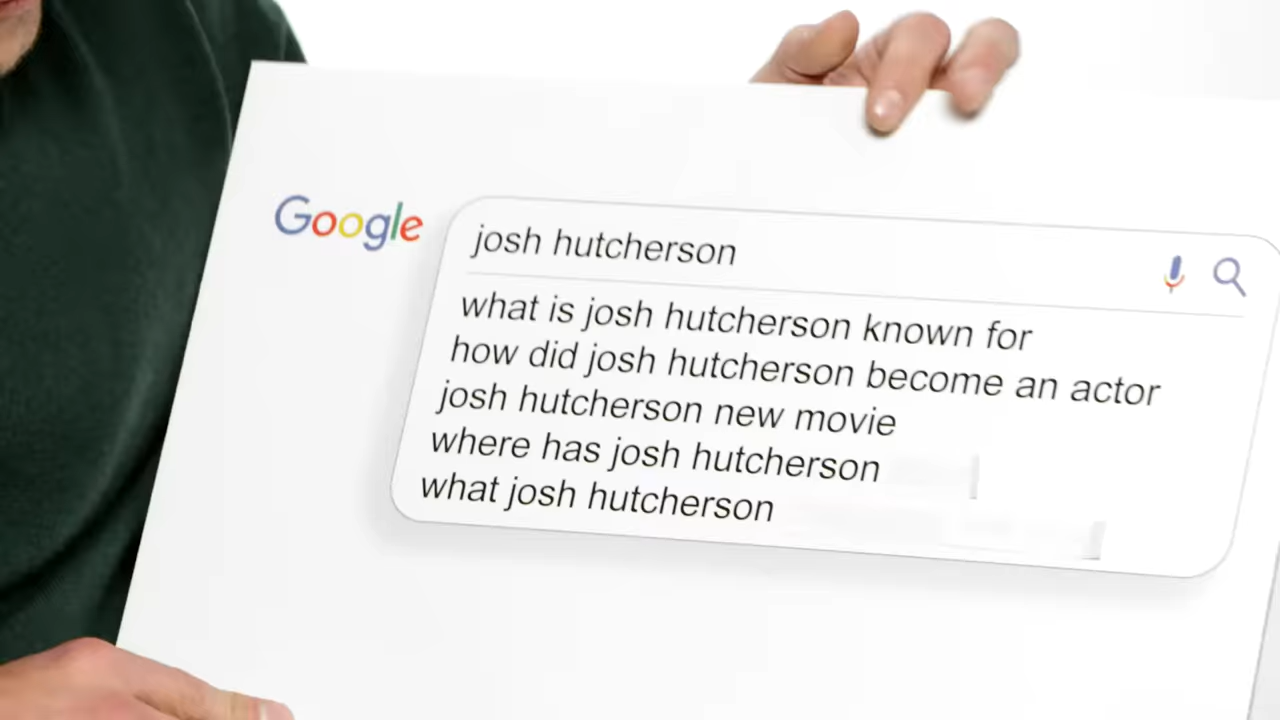 Google
josh hutcherson
what is josh hutcherson known for
how did josh hutcherson become an actor
josh hutcherson new movie
where has josh hutcherson
what josh hutcherson